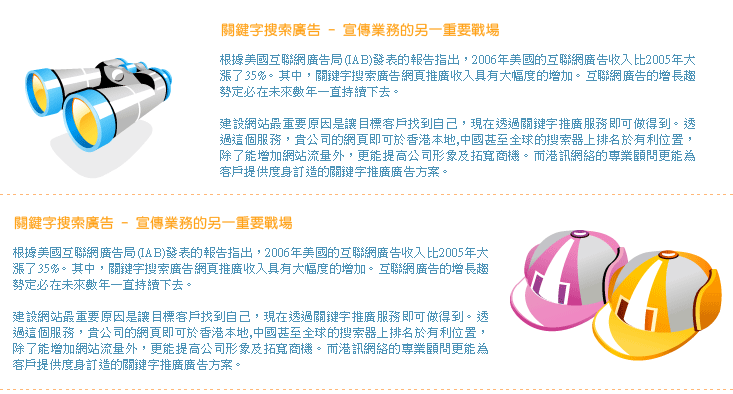 關鍵字搜索廣告 － 宣傳業務的另一重要戰場
根據美國互聯網廣告局(IAB)發表的報告指出，2006年美國的互聯網廣告收入比2005年大
漲了35%。其中，關鍵字搜索廣告網頁推廣收入具有大幅度的增加。互聯網廣告的增長趨
勢定必在未來數年一直持續下去。
建設網站最重要原因是讓目標客戶找到自己，現在透過關鍵字推廣服務即可做得到。透
過這個服務，貴公司的網頁即可於香港本地,中國甚至全球的搜索器上排名於有利位置，
除了能增加網站流量外，更能提高公司形象及拓寬商機。而港訊網絡的專業顧問更能為
客戶提供度身訂造的關鍵字推廣廣告方案。
關鍵字搜索廣告 － 宣傳業務的另一重要戰場
根據美國互聯網廣告局(IAB)發表的報告指出，2006年美國的互聯網廣告收入比2005年大
漲了35%。其中，關鍵字搜索廣告網頁推廣收入具有大幅度的增加。互聯網廣告的增長趨
勢定必在未來數年一直持續下去。
建設網站最重要原因是讓目標客戶找到自己，現在透過關鍵字推廣服務即可做得到。透
過這個服務，貴公司的網頁即可於香港本地,中國甚至全球的搜索器上排名於有利位置，
除了能增加網站流量外，更能提高公司形象及拓寬商機。而港訊網絡的專業顧問更能為
客戶提供度身訂造的關鍵字推廣廣告方案。